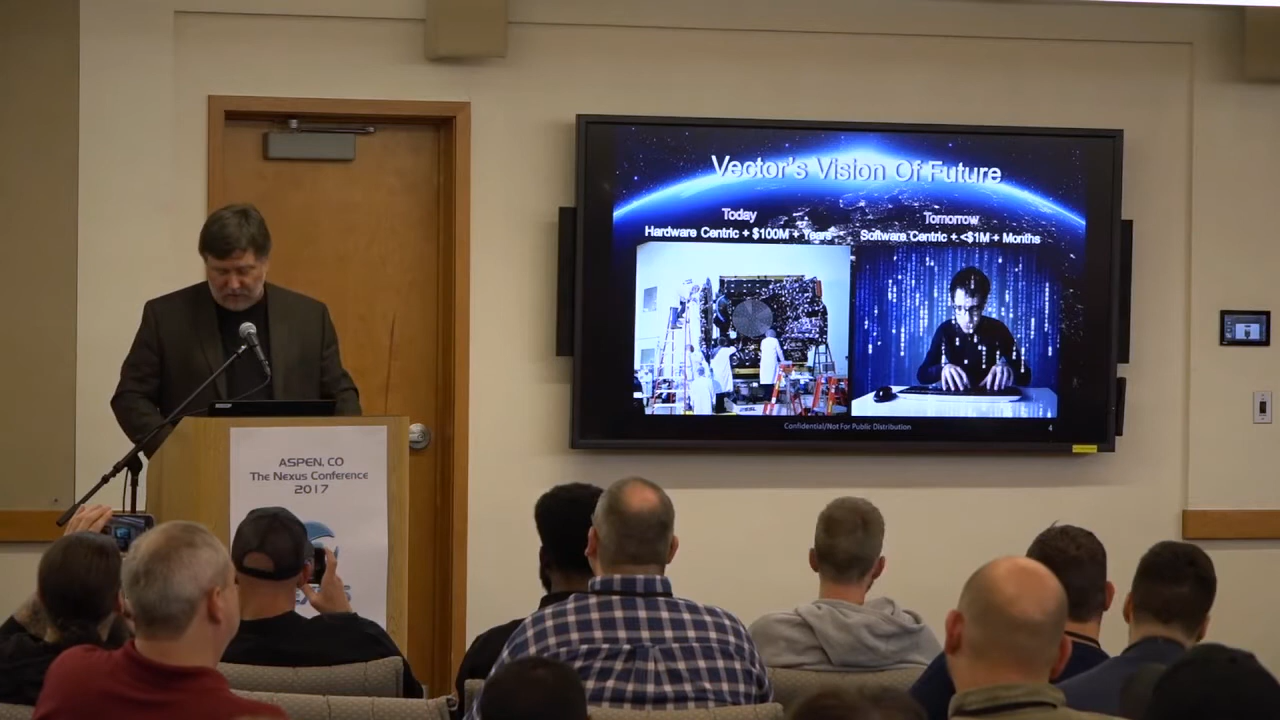 Vector's Vision Of Future
Today
Hardware Centric + $100M + Years
Tomorrow
Software Centric + <$1M + Months
Confidential/Not For Public Distribution
4
ASPEN, CO
The Nexus Conference
2017